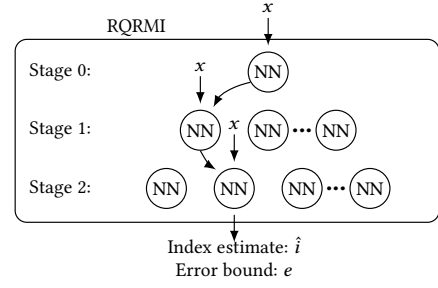 x
RQRMI
Stage 0:
x
NN
Stage 1:
NN
x
NN
•••
NN
Stage 2:
NN
NN
NN
•••
NN
Index estimate: î
Error bound: e